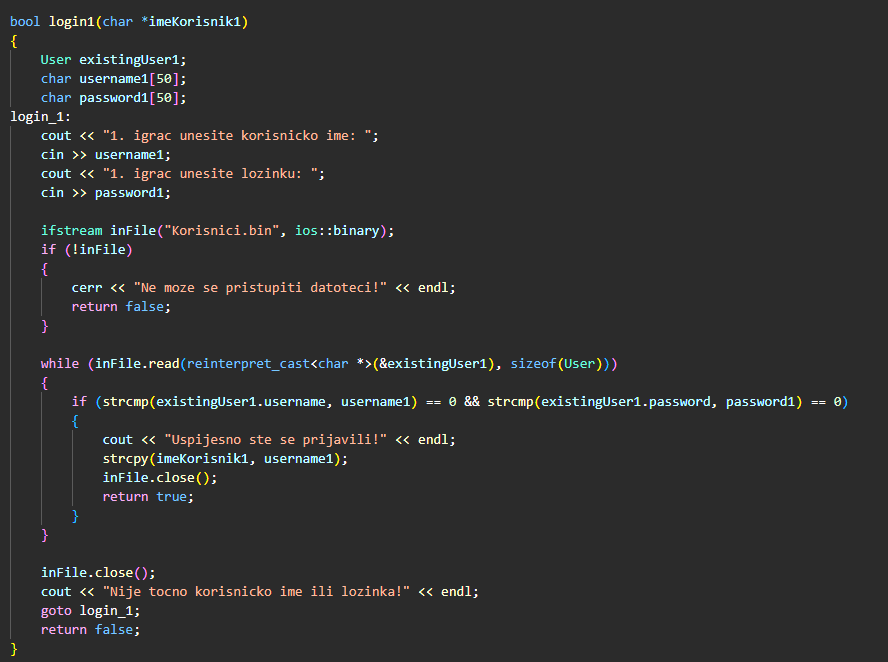 bool login1(char *imeKorisnik1)
{
    User existingUser1;
    char username1[50];
    char password1[50];
login_1:
    cout << "1. igrac unesite korisnicko ime: ";
    cin >> username1;
    cout << "1. igrac unesite lozinku: ";
    cin >> password1;

    ifstream inFile("Korisnici.bin", ios::binary);
    if (!inFile)
    {
        cerr << "Ne moze se pristupiti datoteci!" << endl;
        return false;
    }

    while (inFile.read(reinterpret_cast<char *>(&existingUser1), sizeof(User)))
    {
        if (strcmp(existingUser1.username, username1) == 0 && strcmp(existingUser1.password, password1) == 0)
        {
            cout << "Uspijesno ste se prijavili!" << endl;
            strcpy(imeKorisnik1, username1);
            inFile.close();
            return true;
        }
    }

    inFile.close();
    cout << "Nije tocno korisnicko ime ili lozinka!" << endl;
    goto login_1;
    return false;
}